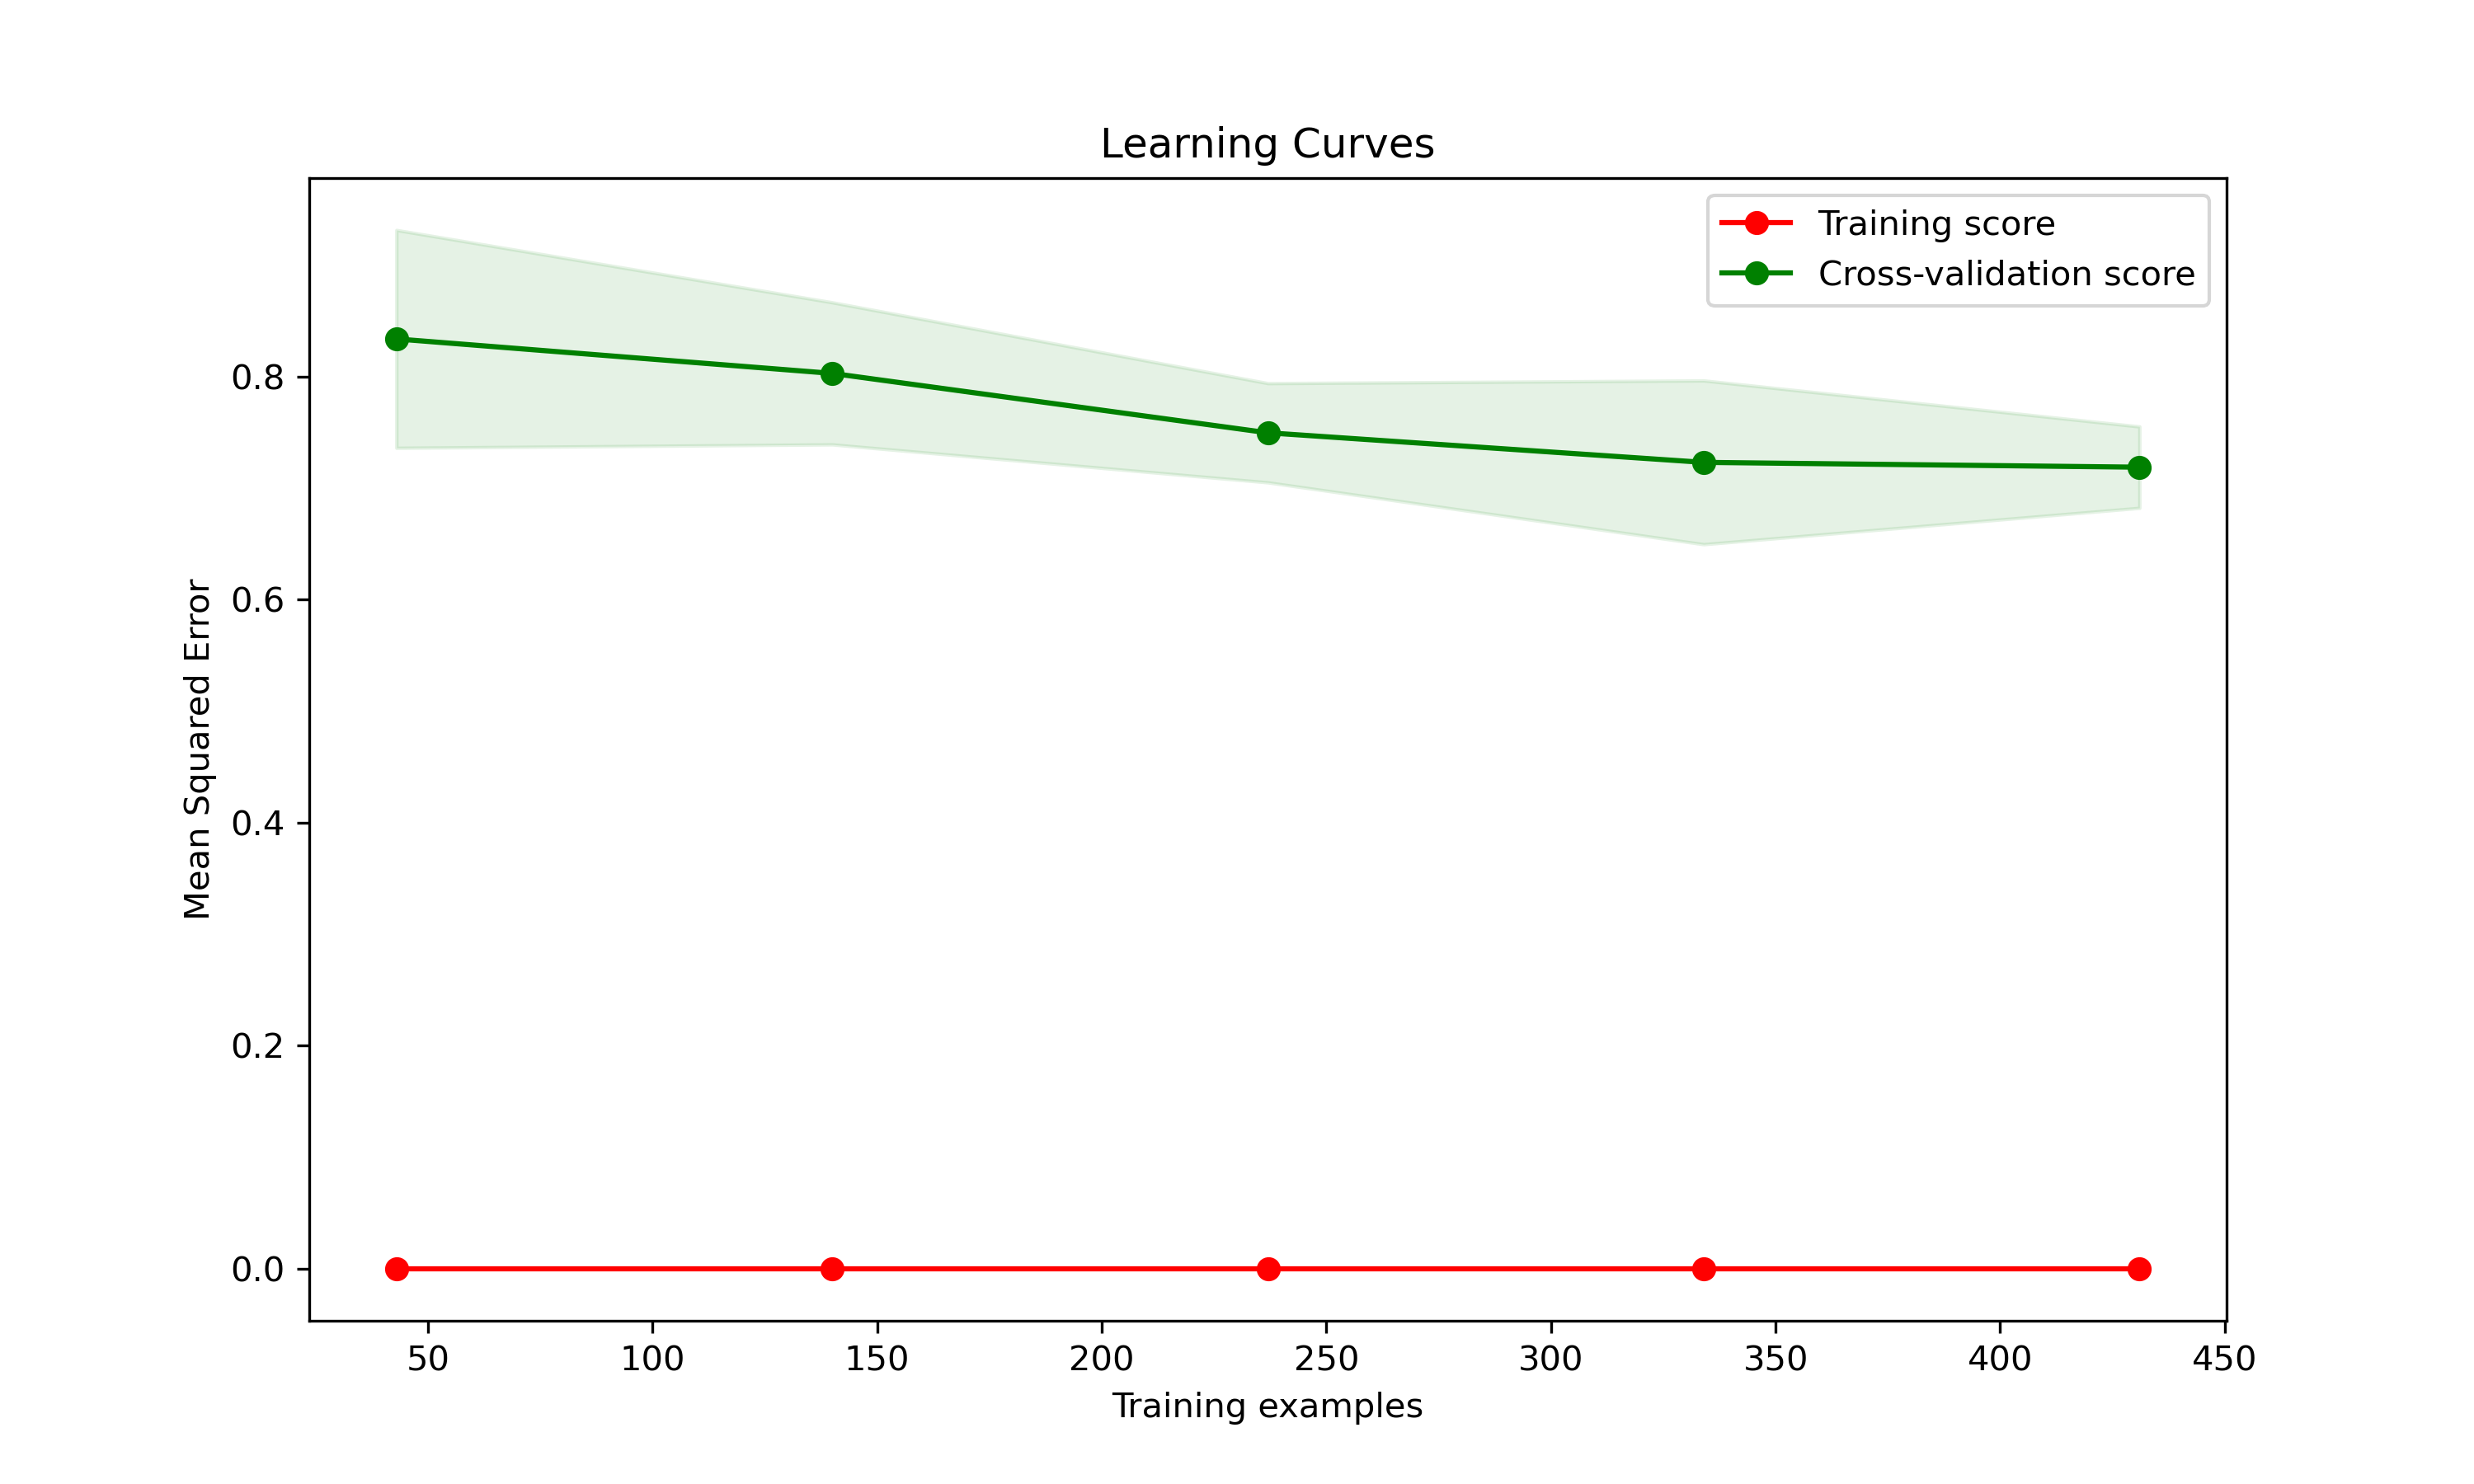 Learning Curves
Training score
Cross-validation score
Mean Squared Error
0.8
0.6
0.4
0.2
0.0
50 100 150 200 250 300 350 400 450
Training examples